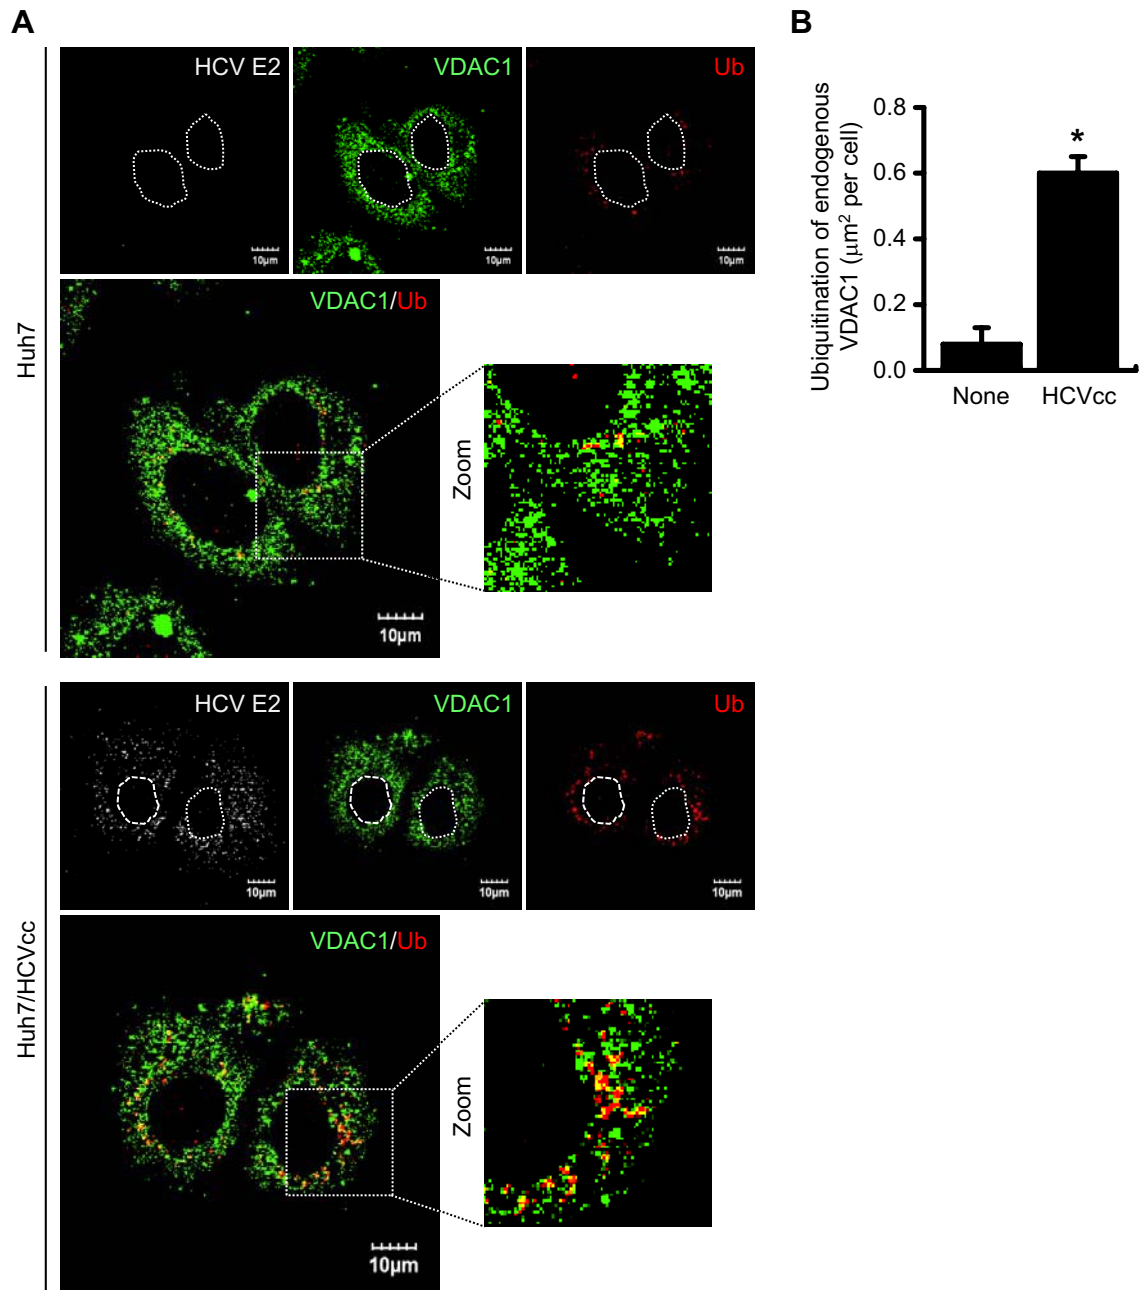 A
B
Huh7
HCV E2
VDAC1
Ub
10µm
10µm
10µm
VDAC1/Ub
10µm
Zoom
Ubiquitination of endogenous
VDAC1 (µm² per cell)
0.8
0.6
0.4
0.2
0.0
*
None
HCVcc
Huh7/HCVcc
HCV E2
VDAC1
Ub
10µm
10µm
10µm
VDAC1/Ub
10µm
Zoom